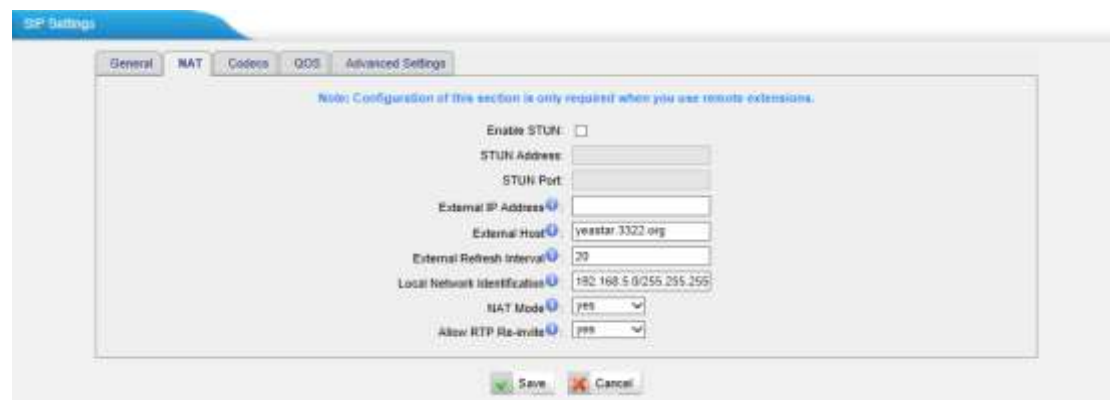 SIP Settings
General NAT Codecs QOS Advanced Settings
Note: Configuration of this section is only required when you use remote extensions.
Enable STUN:
STUN Address:
STUN Port:
External IP Address :
External Host : yeastar.3322.org
External Refresh Interval : 20
Local Network Identification : 192.168.5.0/255.255.255
NAT Mode : yes
Allow RTP Re-invite : yes
Save Cancel